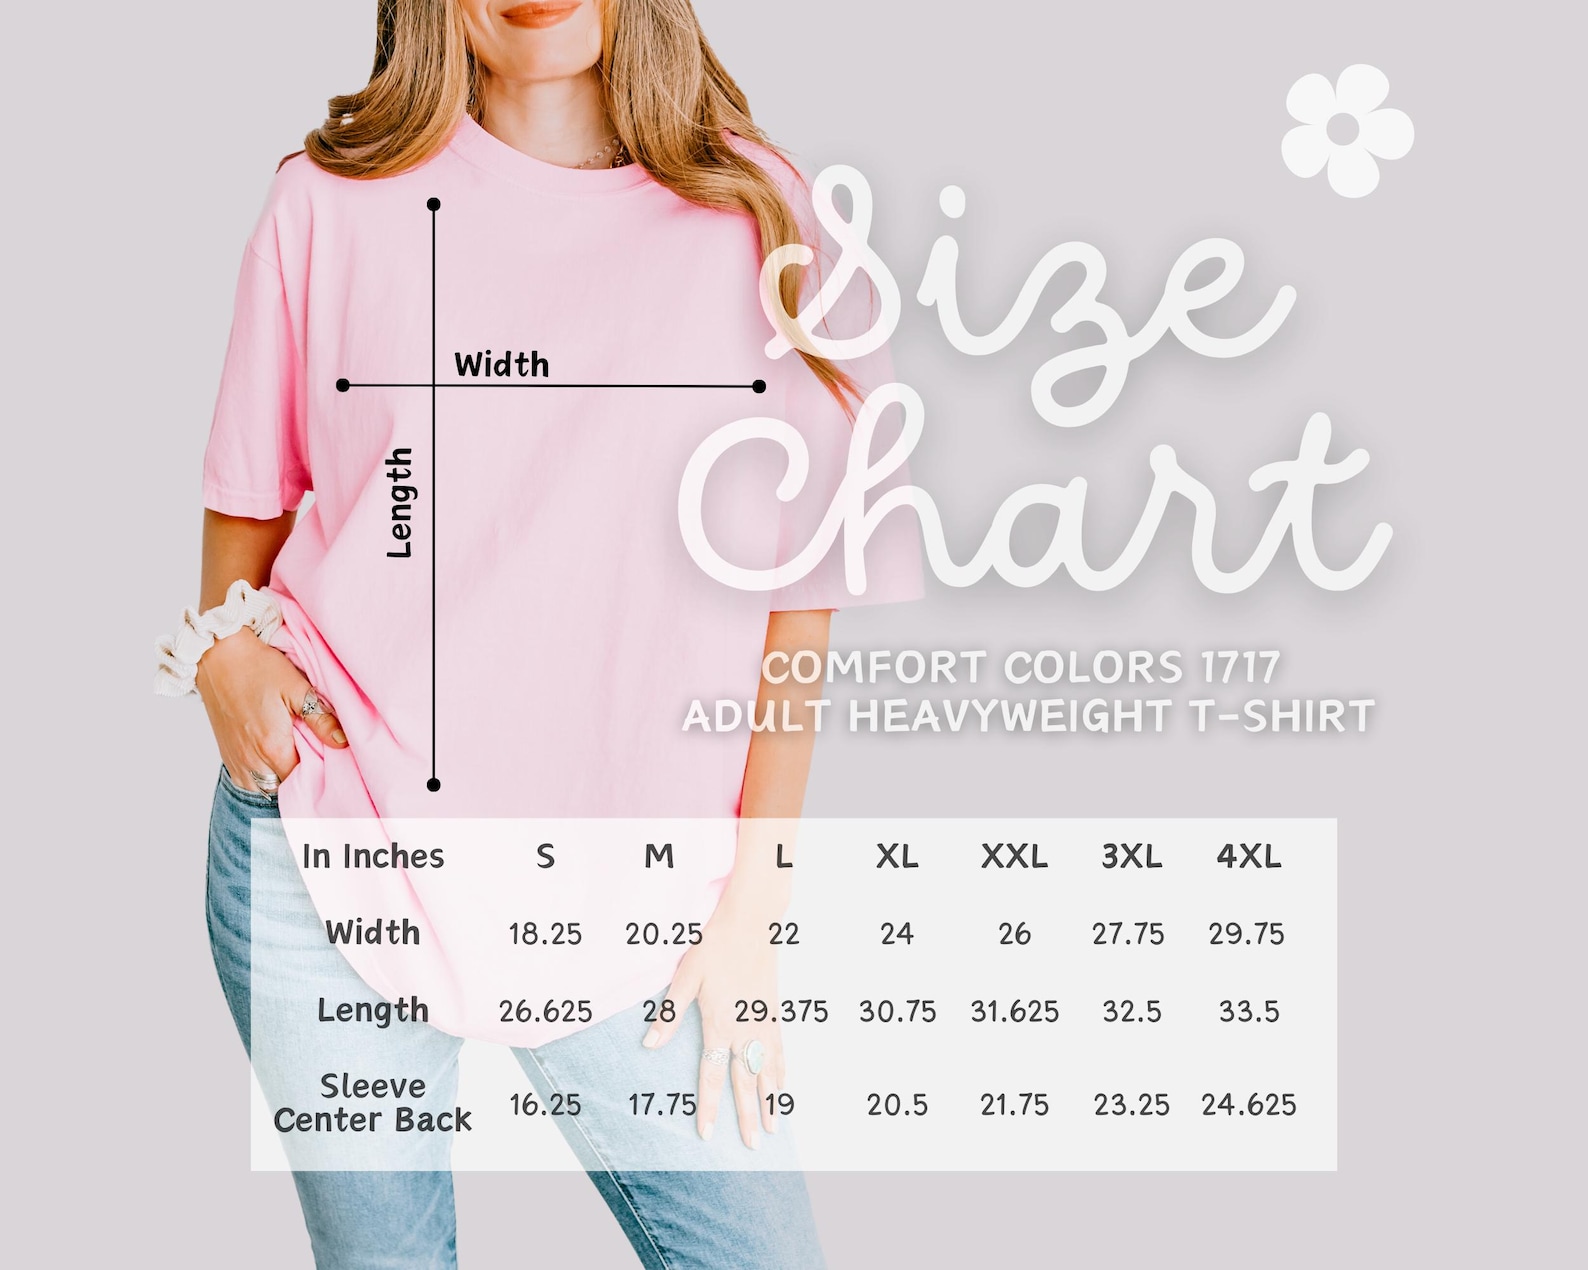 Size
Chart
Width
Length
COMFORT COLORS 1717
ADULT HEAVYWEIGHT T-SHIRT
In Inches S M L XL XXL 3XL 4XL
Width 18.25 20.25 22 24 26 27.75 29.75
Length 26.625 28 29.375 30.75 31.625 32.5 33.5
Sleeve
Center Back 16.25 17.75 19 20.5 21.75 23.25 24.625